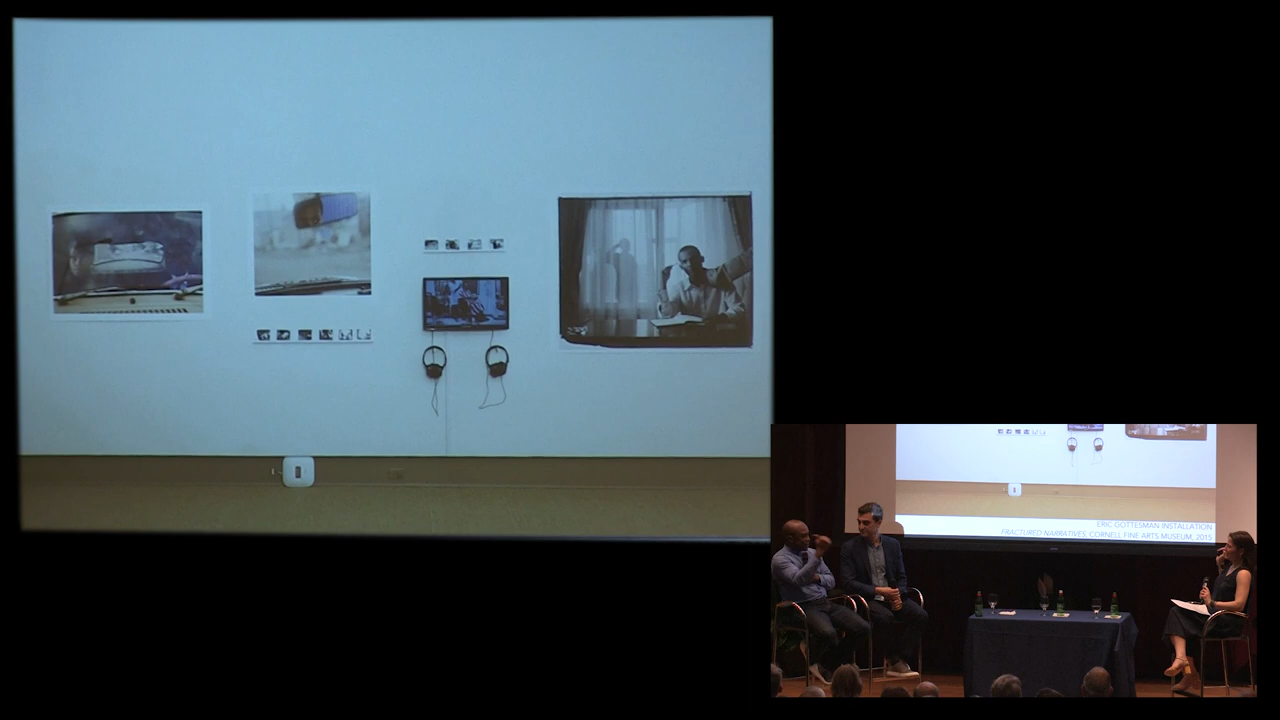 ERIC GOTTESMAN INSTALLATION
FRACTURED NARRATIVES, CORNELL FINE ARTS MUSEUM, 2015